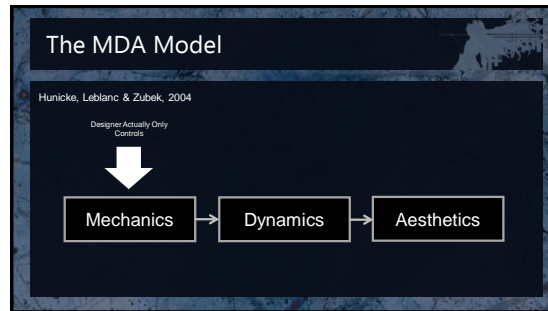 The MDA Model
Hunicke, Leblanc & Zubek, 2004
Designer Actually Only
Controls
Mechanics
Dynamics
Aesthetics